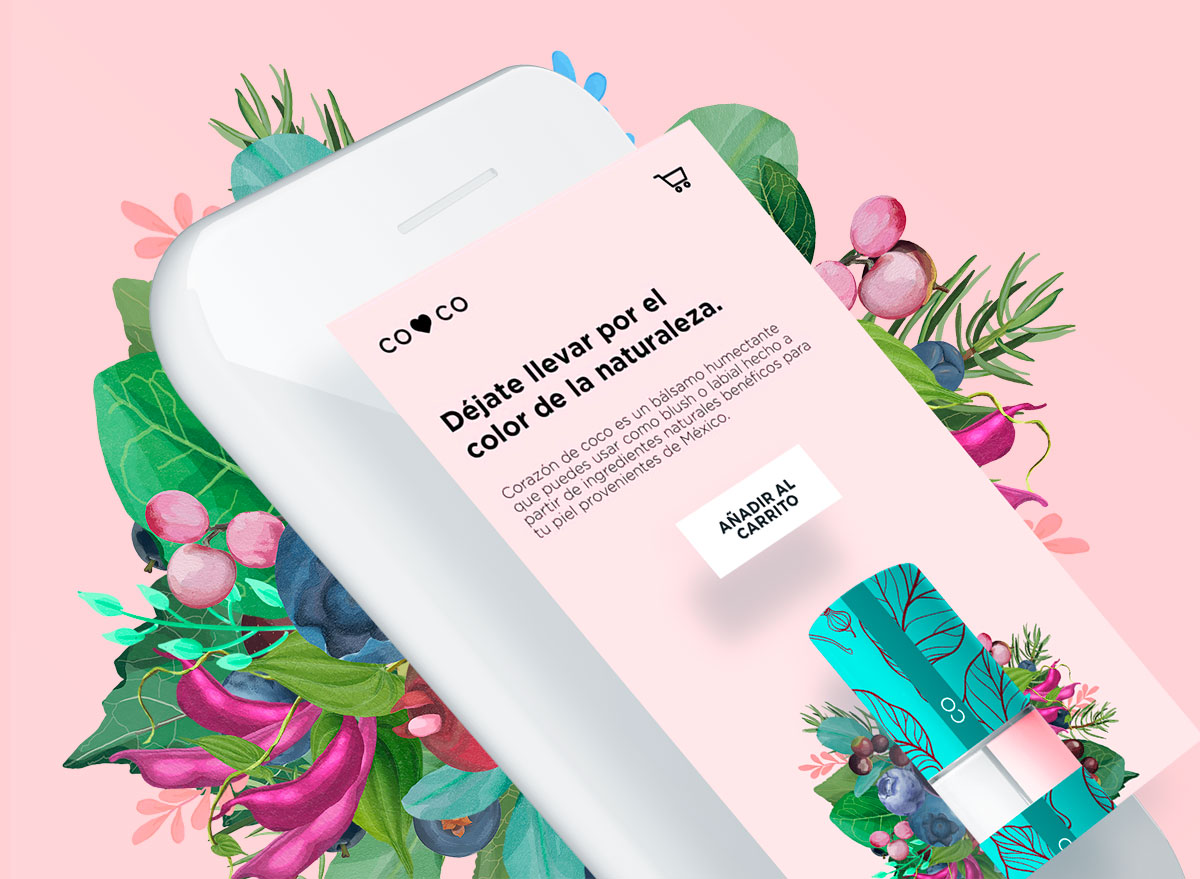 CO♥CO
Déjate llevar por el
color de la naturaleza.
Corazón de coco es un bálsamo humectante
que puedes usar como blush o labial hecho a
partir de ingredientes naturales benéficos para
tu piel provenientes de México.
AÑADIR AL
CARRITO
CO
CO